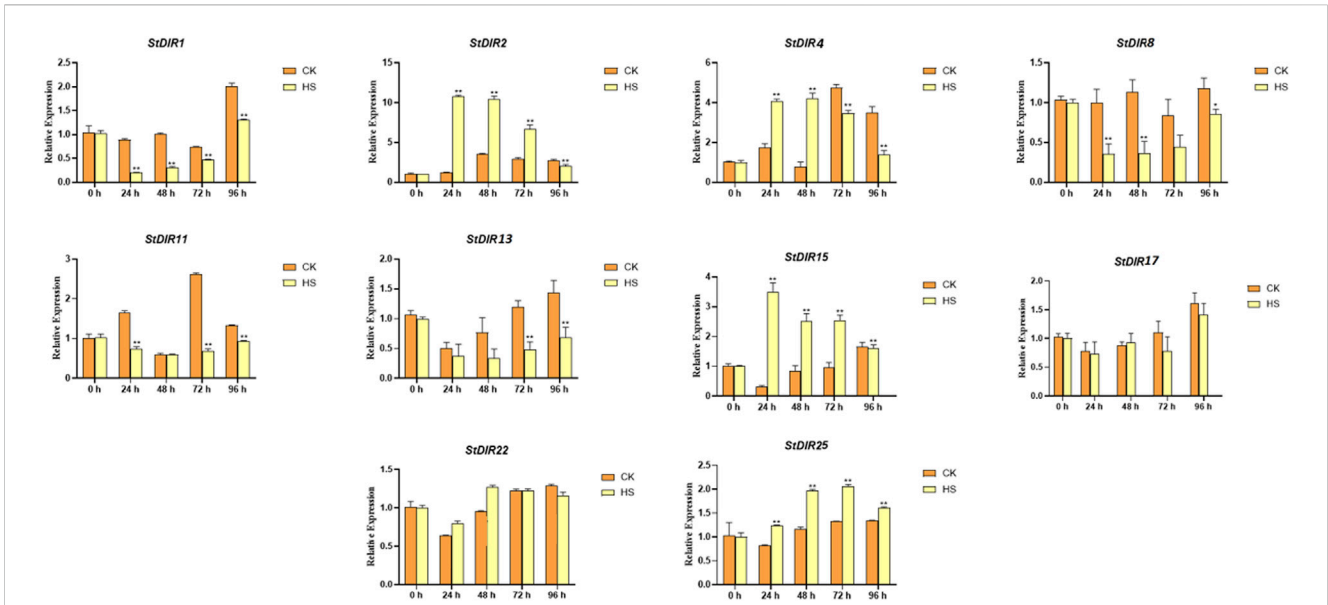 StDIR1
Relative Expression
2.5
2.0
1.5
1.0
0.5
0.0
0 h 24 h 48 h 72 h 96 h
** ** ** **
CK
HS
StDIR2
Relative Expression
15
10
5
0
0 h 24 h 48 h 72 h 96 h
** ** ** **
CK
HS
StDIR4
Relative Expression
6
4
2
0
0 h 24 h 48 h 72 h 96 h
** ** ** **
CK
HS
StDIR8
Relative Expression
1.5
1.0
0.5
0.0
0 h 24 h 48 h 72 h 96 h
** ** *
CK
HS
StDIR11
Relative Expression
3
2
1
0
0 h 24 h 48 h 72 h 96 h
** ** **
CK
HS
StDIR13
Relative Expression
2.0
1.5
1.0
0.5
0.0
0 h 24 h 48 h 72 h 96 h
** **
CK
HS
StDIR15
Relative Expression
4
3
2
1
0
0 h 24 h 48 h 72 h 96 h
** ** ** **
CK
HS
StDIR17
Relative Expression
2.0
1.5
1.0
0.5
0.0
0 h 24 h 48 h 72 h 96 h
CK
HS
StDIR22
Relative Expression
1.5
1.0
0.5
0.0
0 h 24 h 48 h 72 h 96 h
CK
HS
StDIR25
Relative Expression
2.5
2.0
1.5
1.0
0.5
0.0
0 h 24 h 48 h 72 h 96 h
** ** ** **
CK
HS